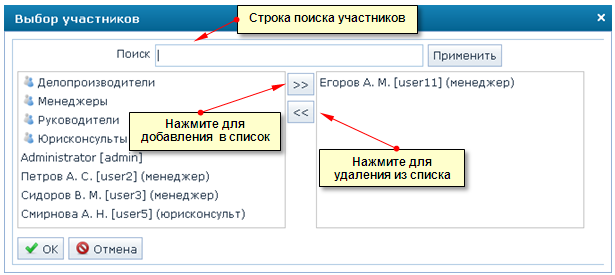 Выбор участников
Строка поиска участников
Поиск
Применить
Делопроизводители
Менеджеры
Руководители
Юрисконсульты
Administrator [admin]
Петров А. С. [user2] (менеджер)
Сидоров В. М. [user3] (менеджер)
Смирнова А. Н. [user5] (юрисконсульт)
>>
<<
Егоров А. М. [user11] (менеджер)
Нажмите для
добавления в список
Нажмите для
удаления из списка
OK
Отмена